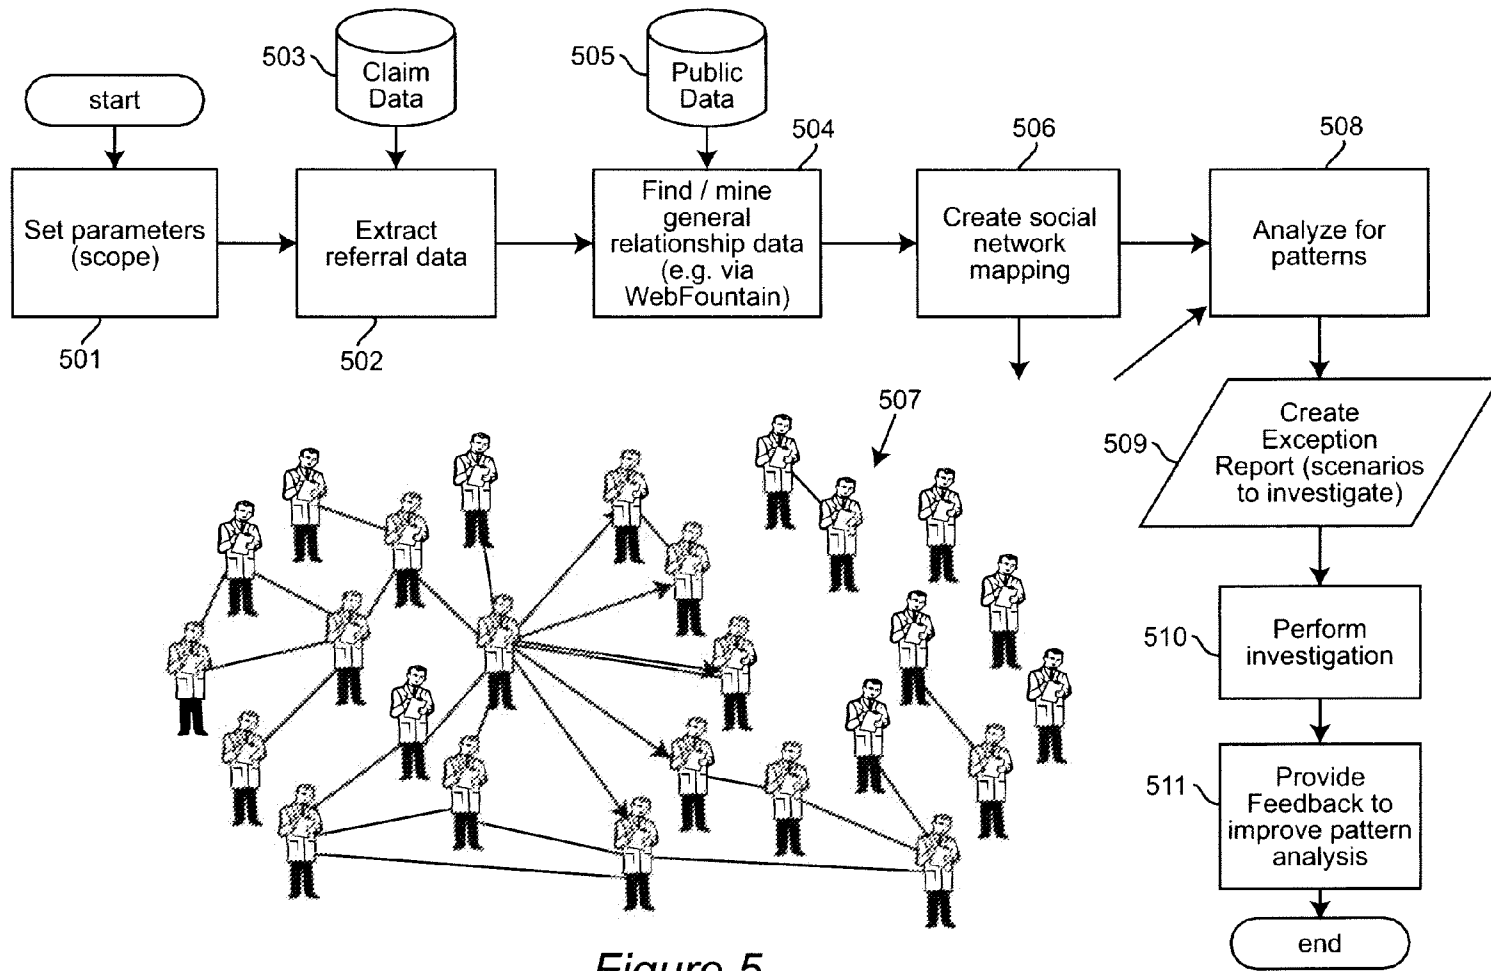 503
Claim
Data
505
Public
Data
start
504
506
508
Set parameters
(scope)
Extract
referral data
Find / mine
general
relationship data
(e.g. via
WebFountain)
Create social
network
mapping
Analyze for
patterns
501
502
507
509
Create
Exception
Report (scenarios
to investigate)
510
Perform
investigation
511
Provide
Feedback to
improve pattern
analysis
end
Figure 5